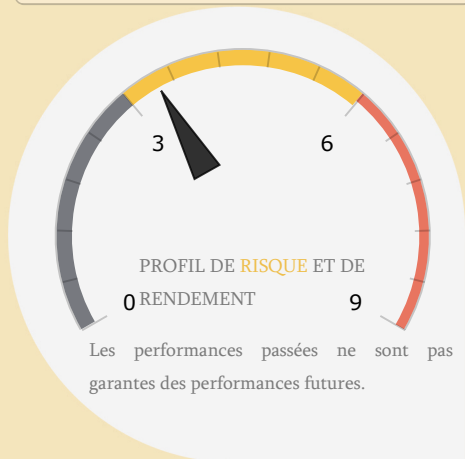 3 6
PROFIL DE RISQUE ET DE
0 RENDEMENT 9
Les performances passées ne sont pas
garantes des performances futures.